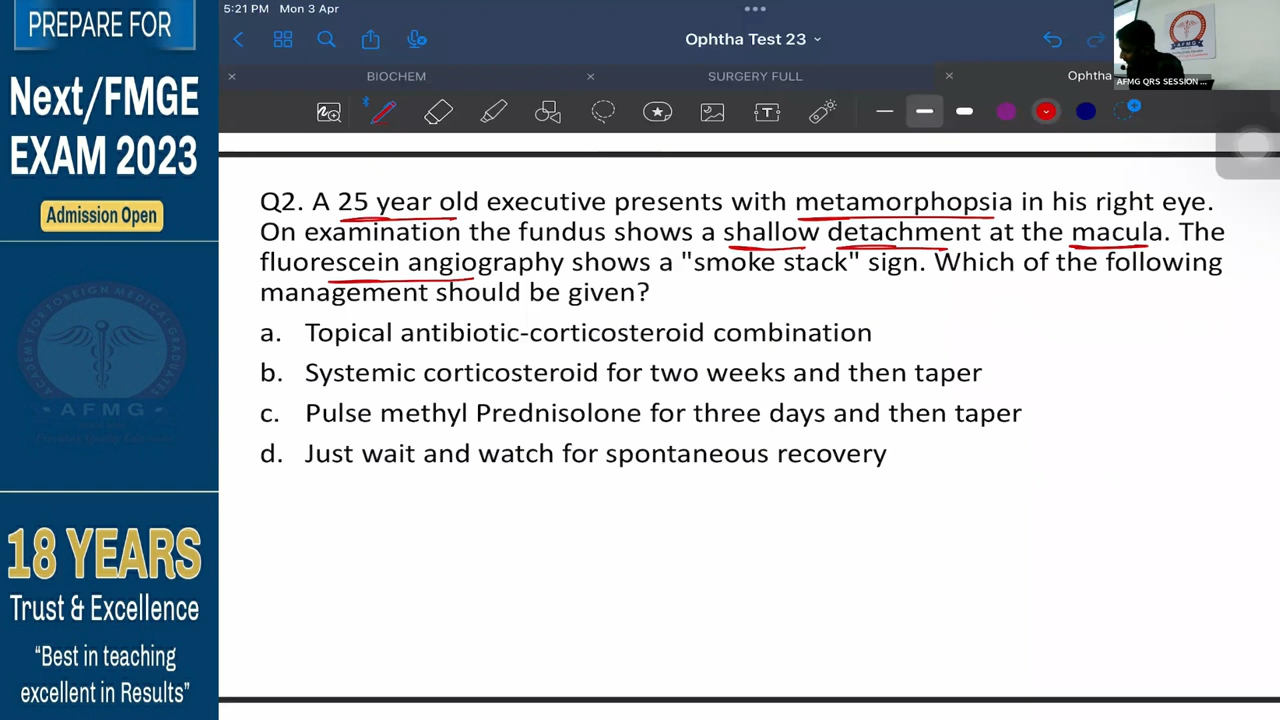 PREPARE FOR
Next/FMGE
EXAM 2023
Admission Open
AFMG
18 YEARS
Trust & Excellence
“Best in teaching
excellent in Results”
5:21 PM Mon 3 Apr
Ophtha Test 23
BIOCHEM
SURGERY FULL
Ophtha
AFMG QRS SESSION ...
Q2. A 25 year old executive presents with metamorphopsia in his right eye.
On examination the fundus shows a shallow detachment at the macula. The
fluorescein angiography shows a "smoke stack" sign. Which of the following
management should be given?
a. Topical antibiotic-corticosteroid combination
b. Systemic corticosteroid for two weeks and then taper
c. Pulse methyl Prednisolone for three days and then taper
d. Just wait and watch for spontaneous recovery